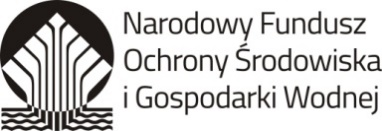 Narodowy Fundusz
Ochrony Środowiska
i Gospodarki Wodnej